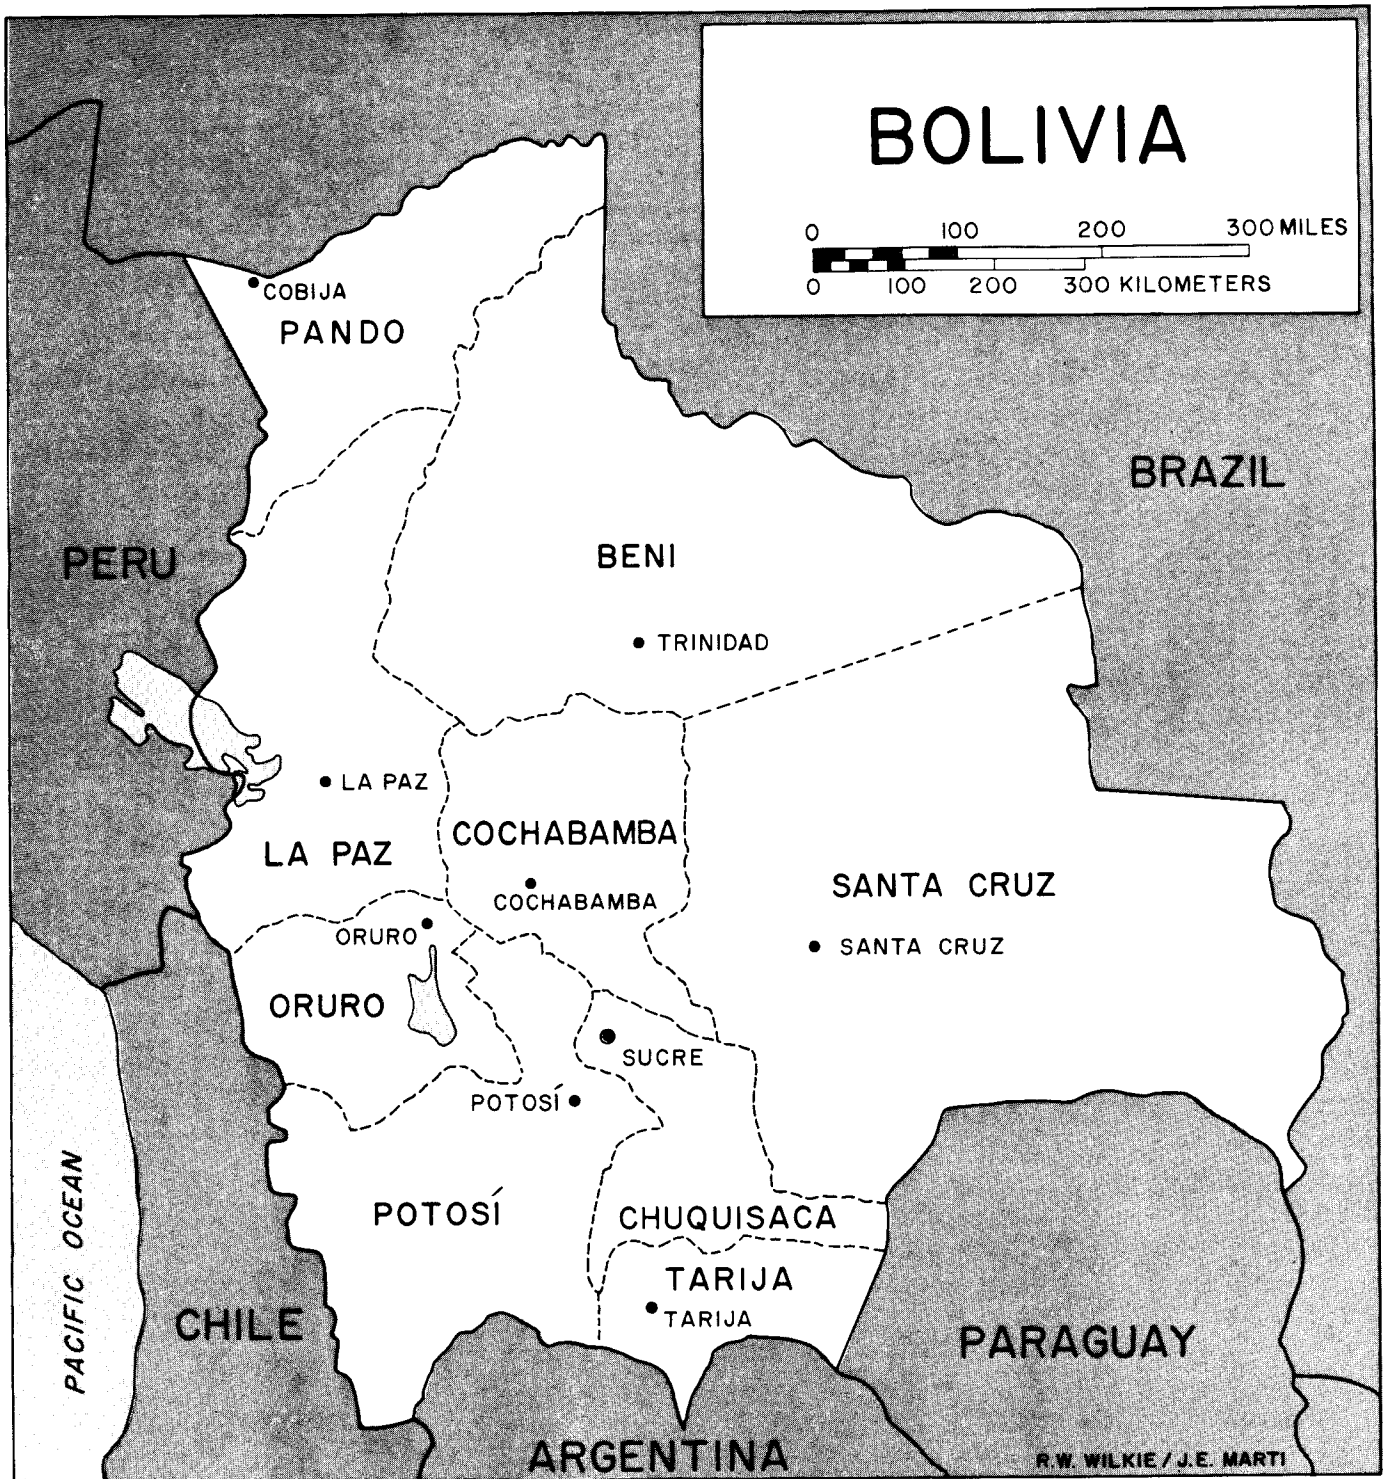 BOLIVIA
0 100 200 300 MILES
0 100 200 300 KILOMETERS
COBIJA
PANDO
BRAZIL
PERU
BENI
TRINIDAD
LA PAZ
LA PAZ
COCHABAMBA
COCHABAMBA
SANTA CRUZ
SANTA CRUZ
ORURO
ORURO
SUCRE
POTOSÍ
POTOSÍ
CHUQUISACA
TARIJA
TARIJA
PACIFIC OCEAN
CHILE
PARAGUAY
ARGENTINA
R.W. WILKIE / J.E. MARTI